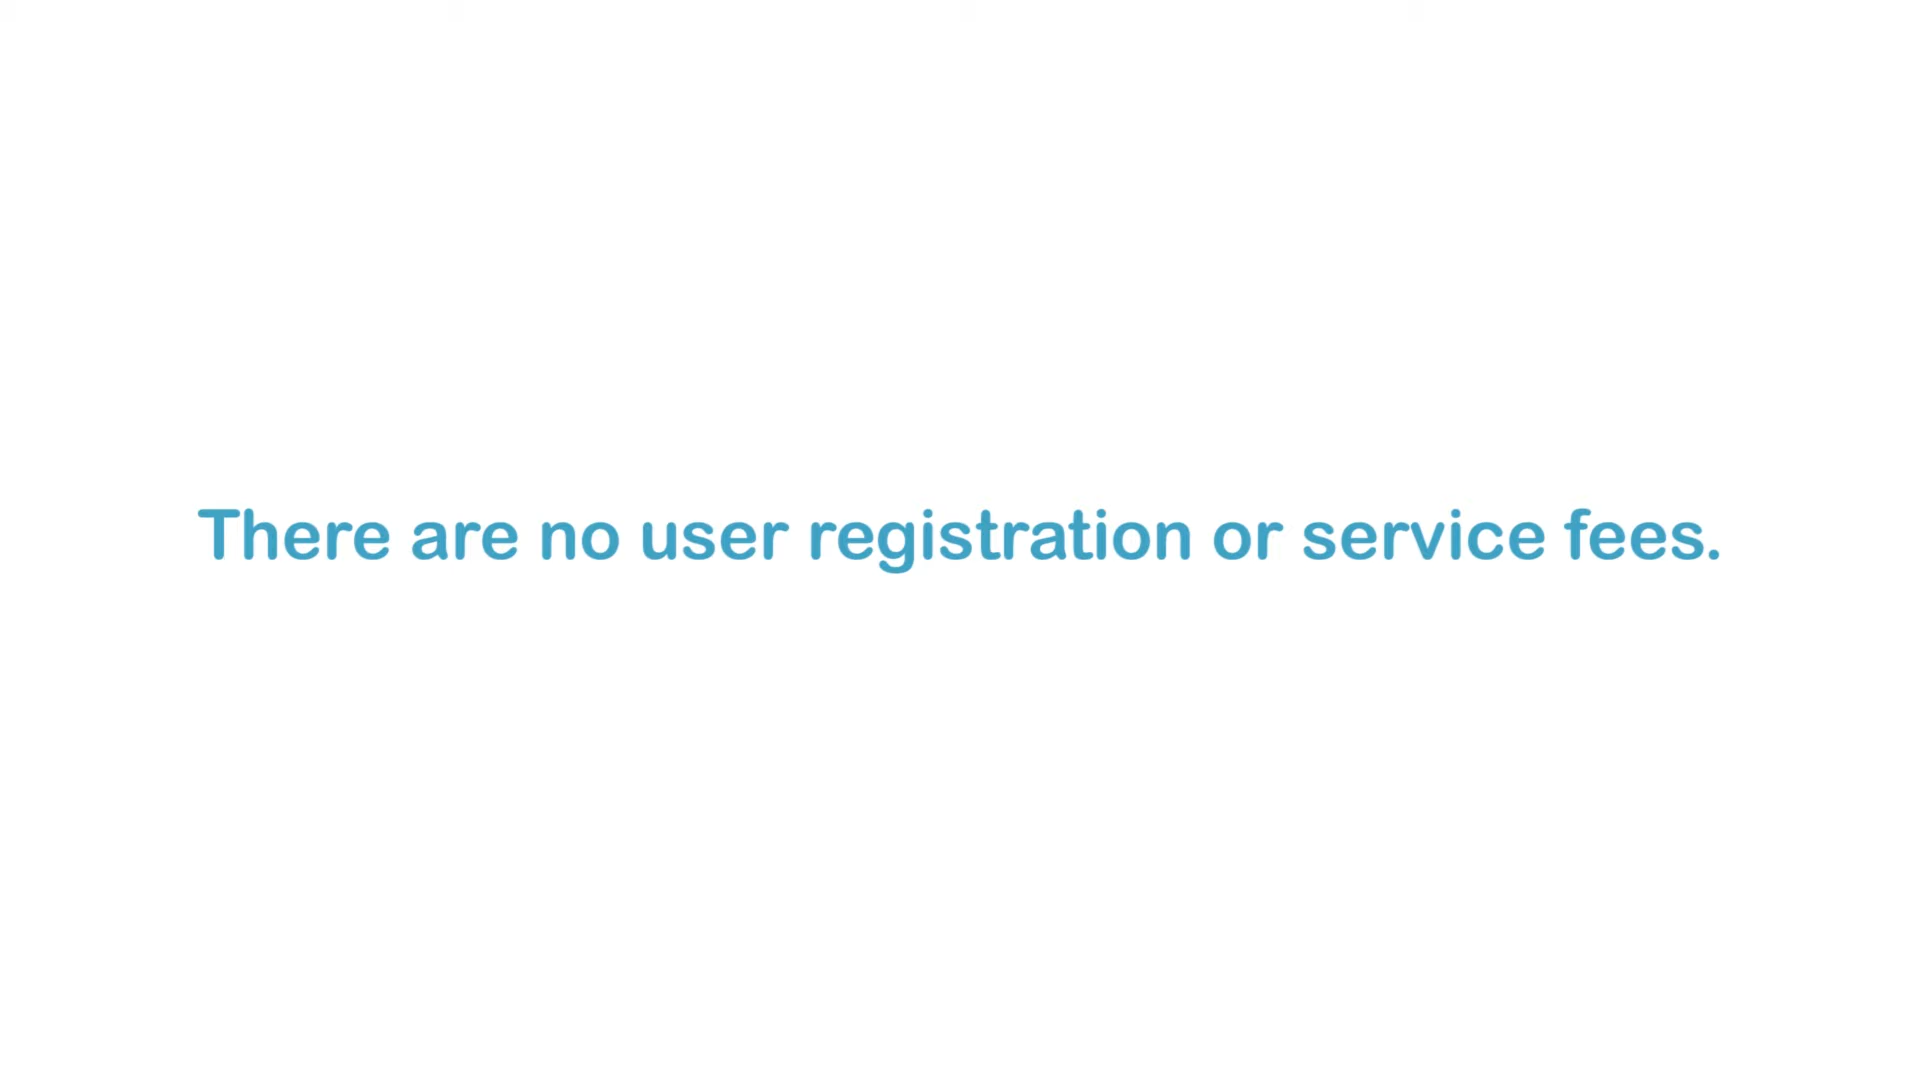 There are no user registration or service fees.